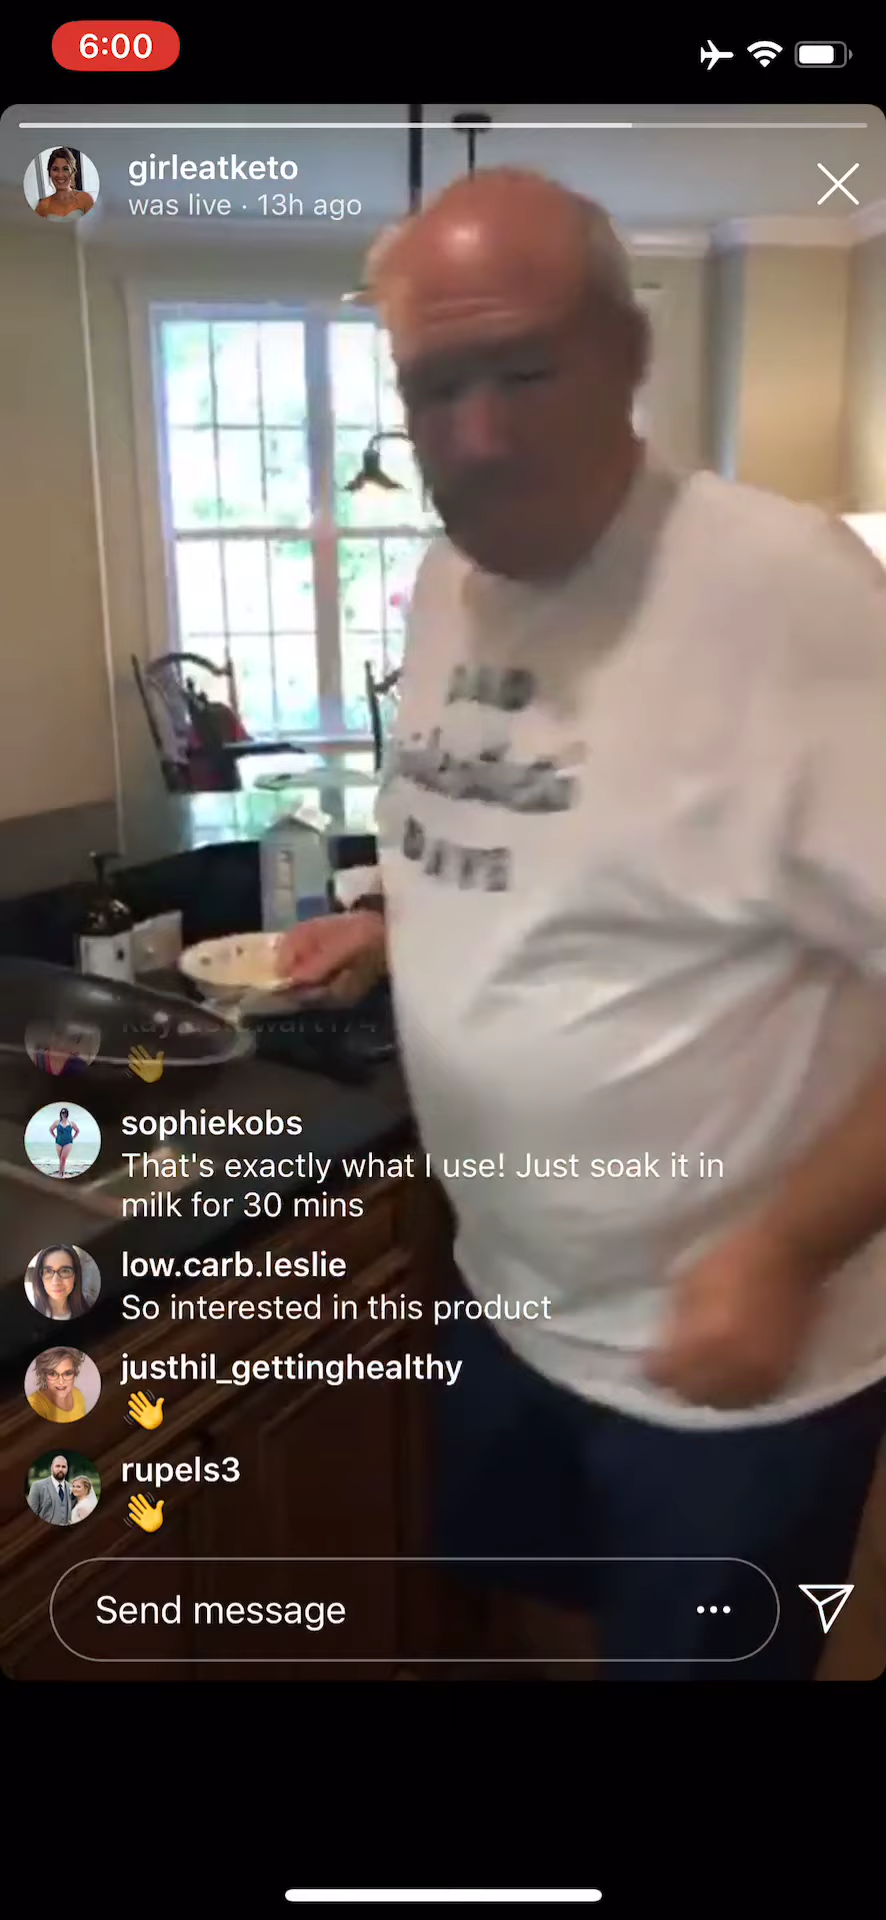 6:00
girleatketo
was live · 13h ago
DAYS
sophiekobs
That's exactly what I use! Just soak it in
milk for 30 mins
low.carb.leslie
So interested in this product
justhil_gettinghealthy
👋
rupels3
👋
Send message